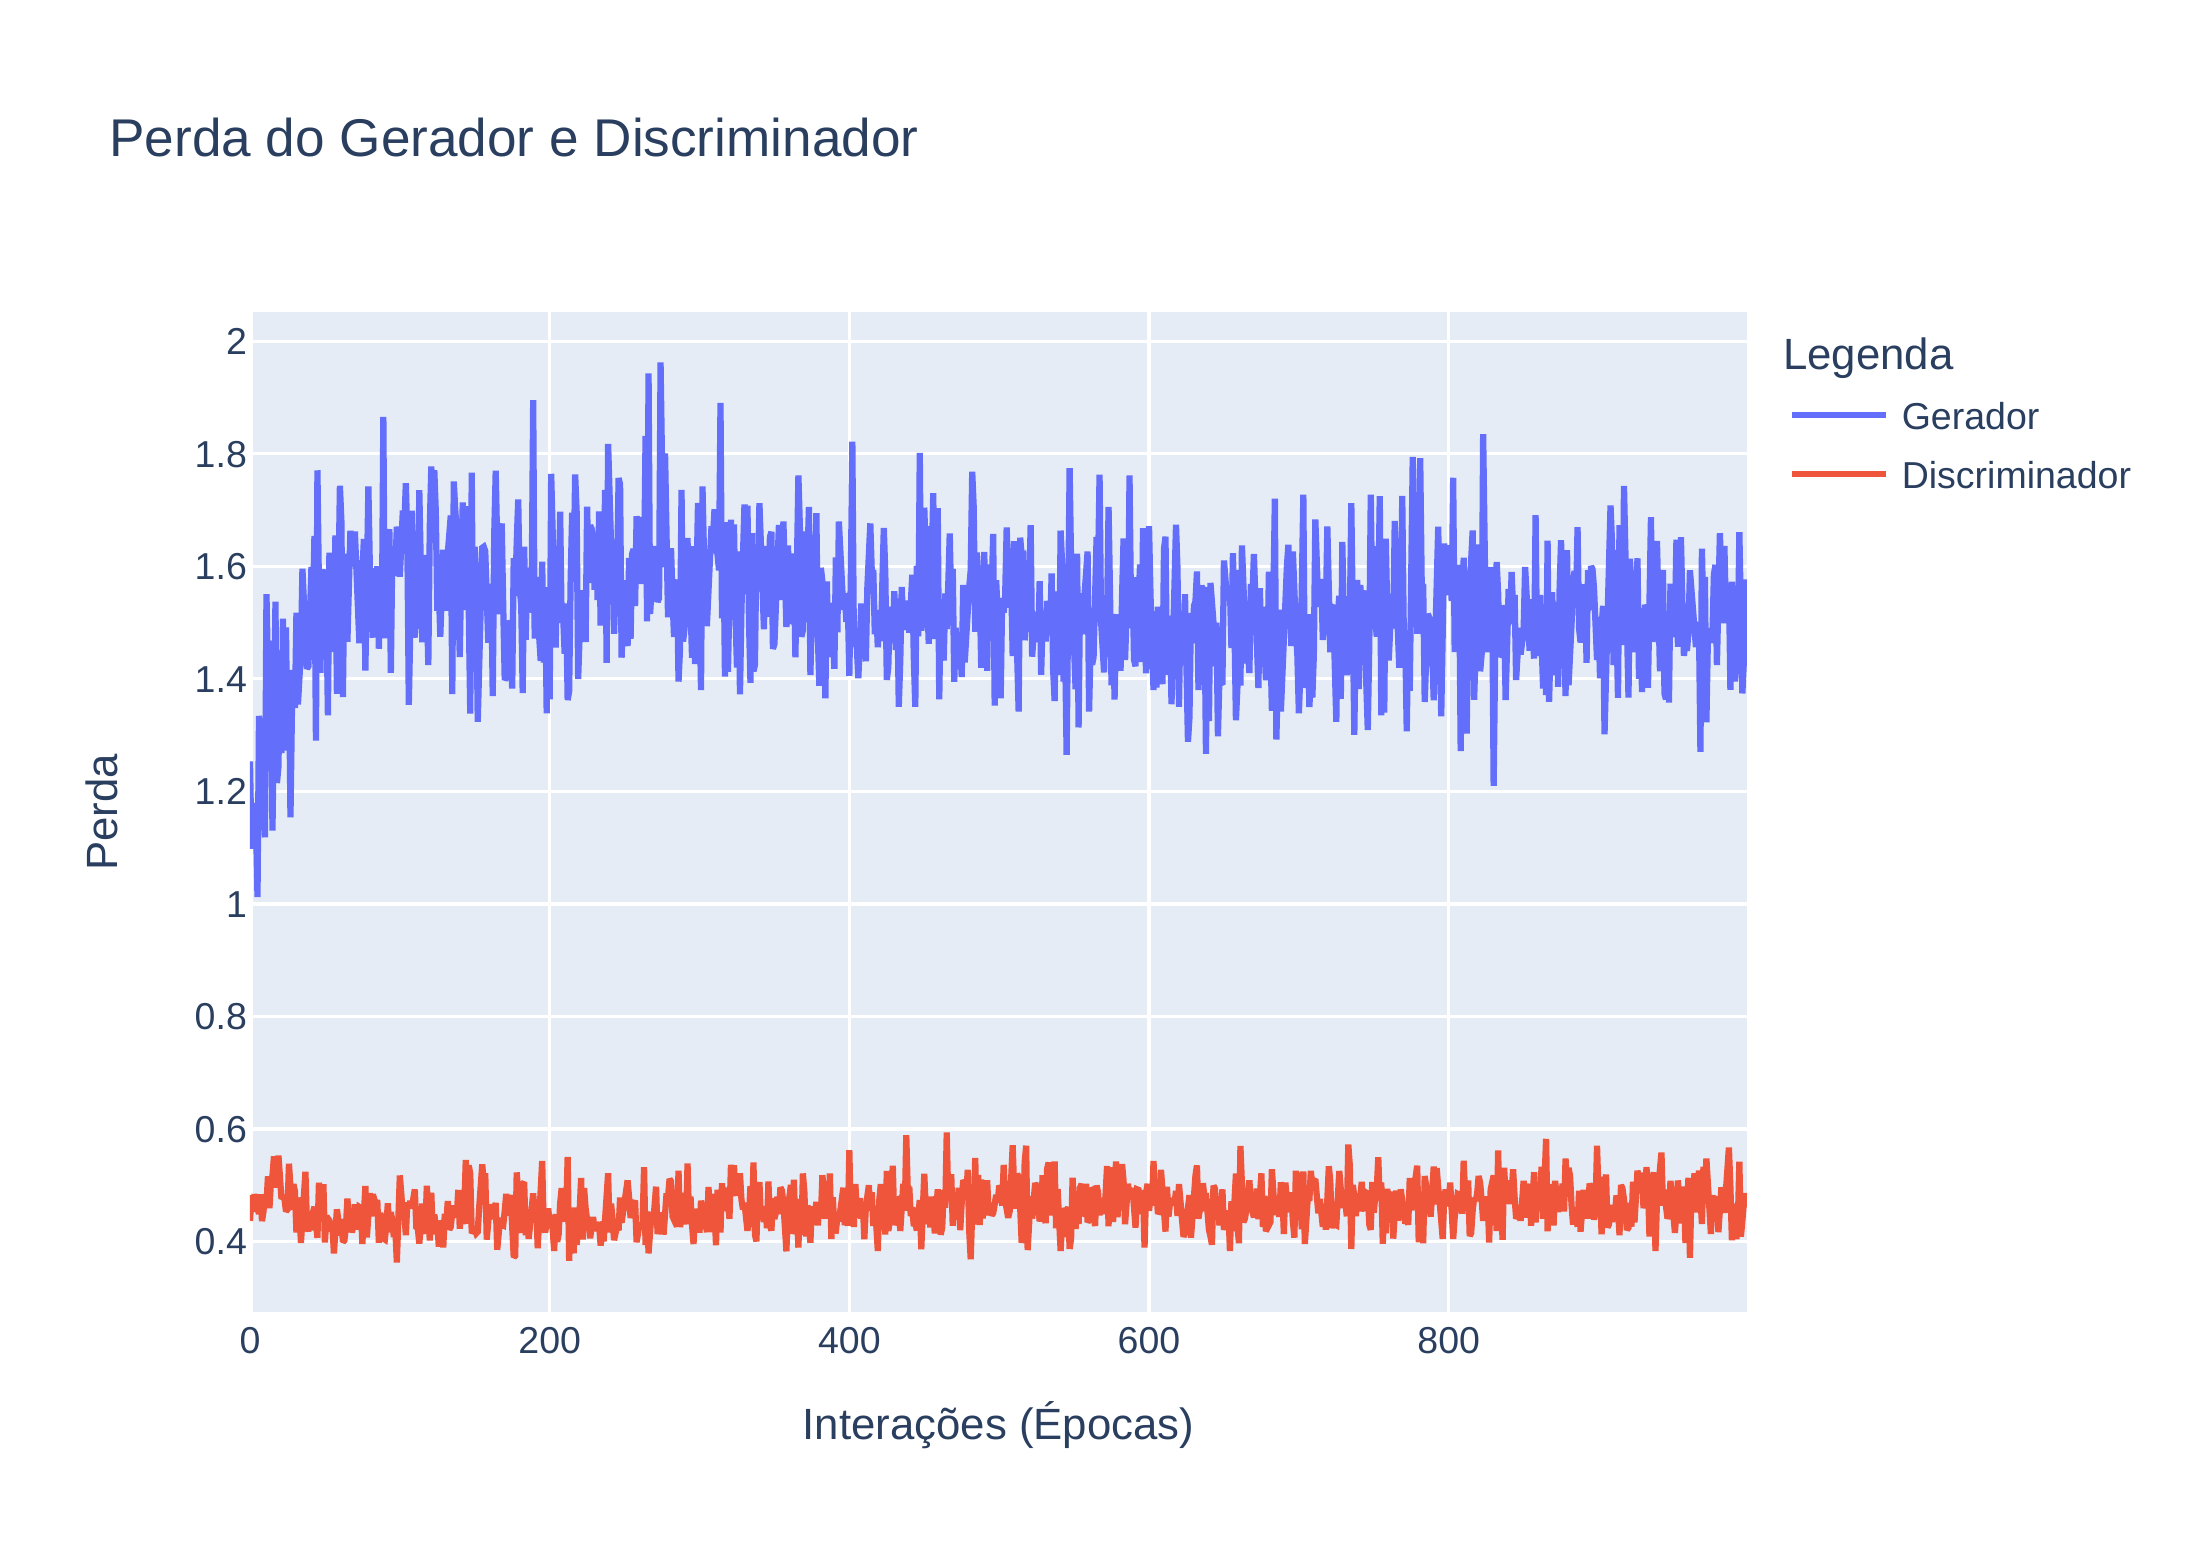 Perda do Gerador e Discriminador
Legenda
Gerador
Discriminador
Perda
2
1.8
1.6
1.4
1.2
1
0.8
0.6
0.4
0
200
400
600
800
Interações (Épocas)